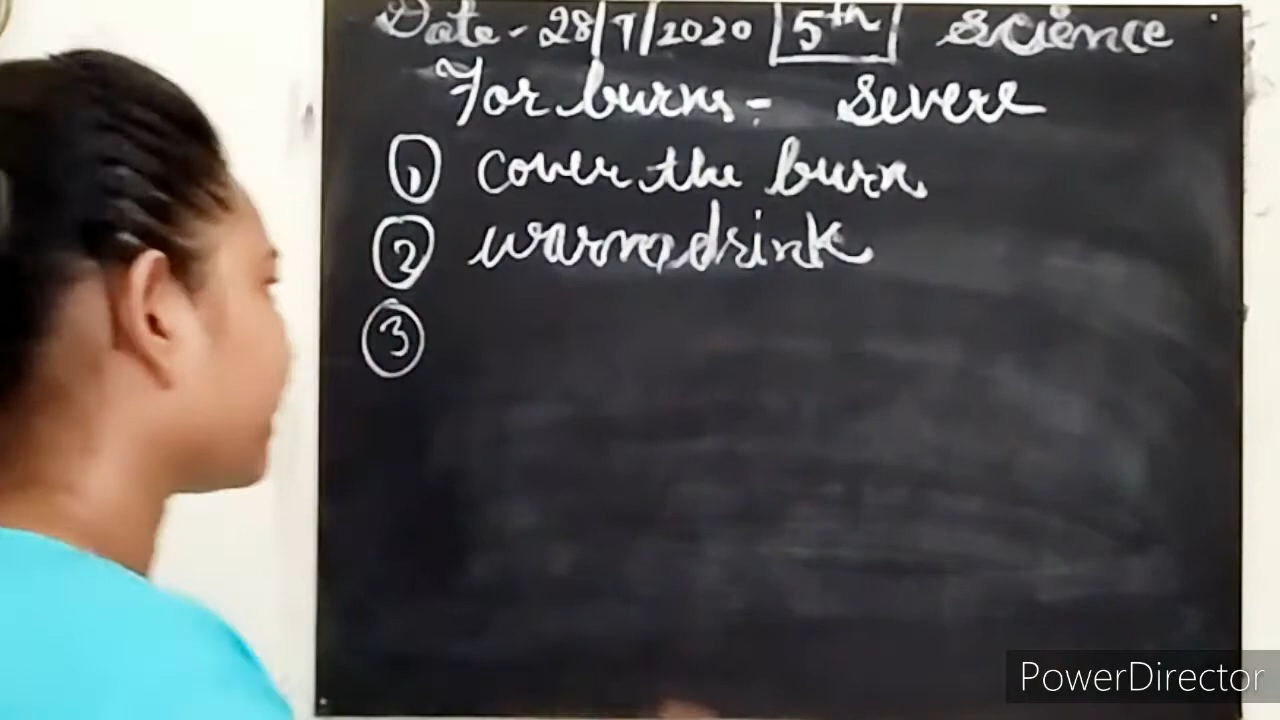 Date - 28/7/2020 5th Science
For burns - Severe
① cover the burn
② warm drink
③
PowerDirector